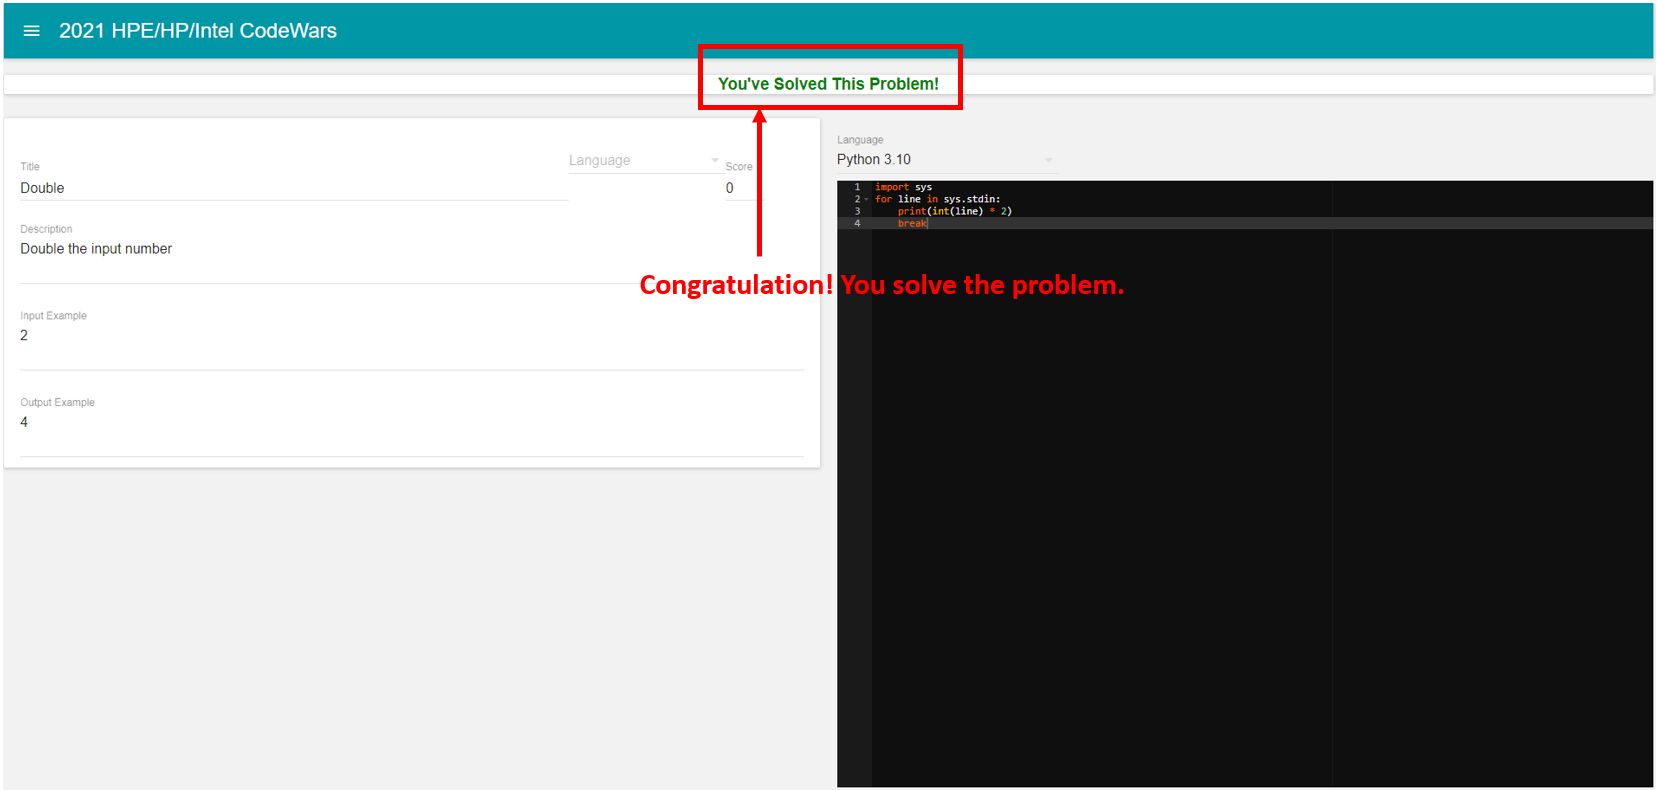 2021 HPE/HP/Intel CodeWars
You've Solved This Problem!
Title
Double
Language
Score
0
Description
Double the input number
Input Example
2
Output Example
4
Language
Python 3.10
1 import sys
2 for line in sys.stdin:
3     print(int(line) * 2)
4     break
Congratulation! You solve the problem.